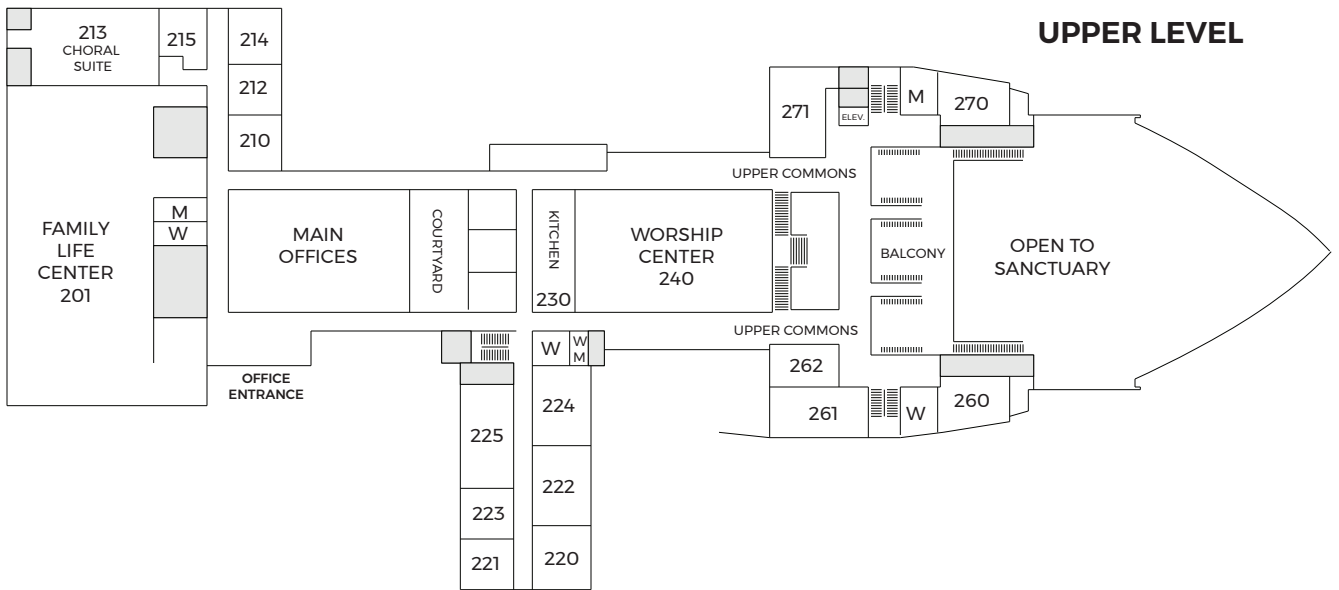 UPPER LEVEL
213
CHORAL
SUITE
215
214
212
210
M
W
FAMILY
LIFE
CENTER
201
MAIN
OFFICES
COURTYARD
KITCHEN
230
WORSHIP
CENTER
240
OFFICE
ENTRANCE
W
W
M
225
223
221
224
222
220
271
ELEV.
M
270
UPPER COMMONS
BALCONY
OPEN TO
SANCTUARY
UPPER COMMONS
262
261
W
260